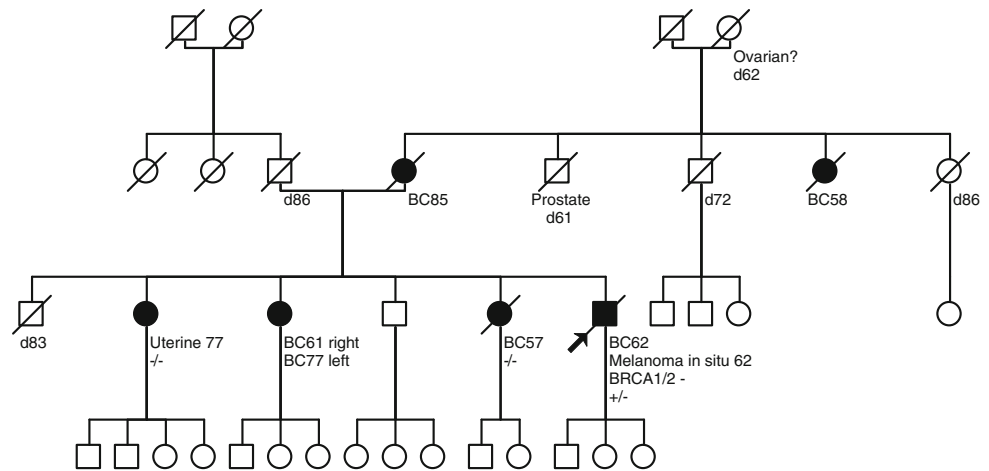 Ovarian?
d62
d86
BC85
Prostate
d61
d72
BC58
d86
d83
Uterine 77
-/-
BC61 right
BC77 left
BC57
-/-
BC62
Melanoma in situ 62
BRCA1/2 -
+/-